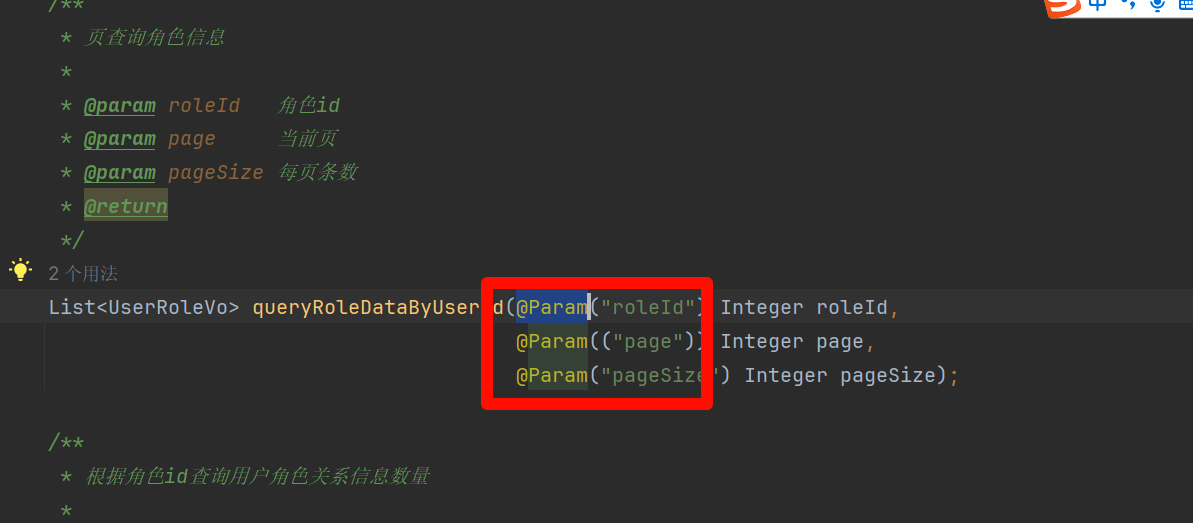 /**
* 页查询角色信息
*
* @param roleId 角色id
* @param page 当前页
* @param pageSize 每页条数
* @return
*/
2 个用法
List<UserRoleVo> queryRoleDataByUser d(@Param("roleId") Integer roleId,
@Param(("page")) Integer page,
@Param("pageSize") Integer pageSize);
/**
* 根据角色id查询用户角色关系信息数量
*
中